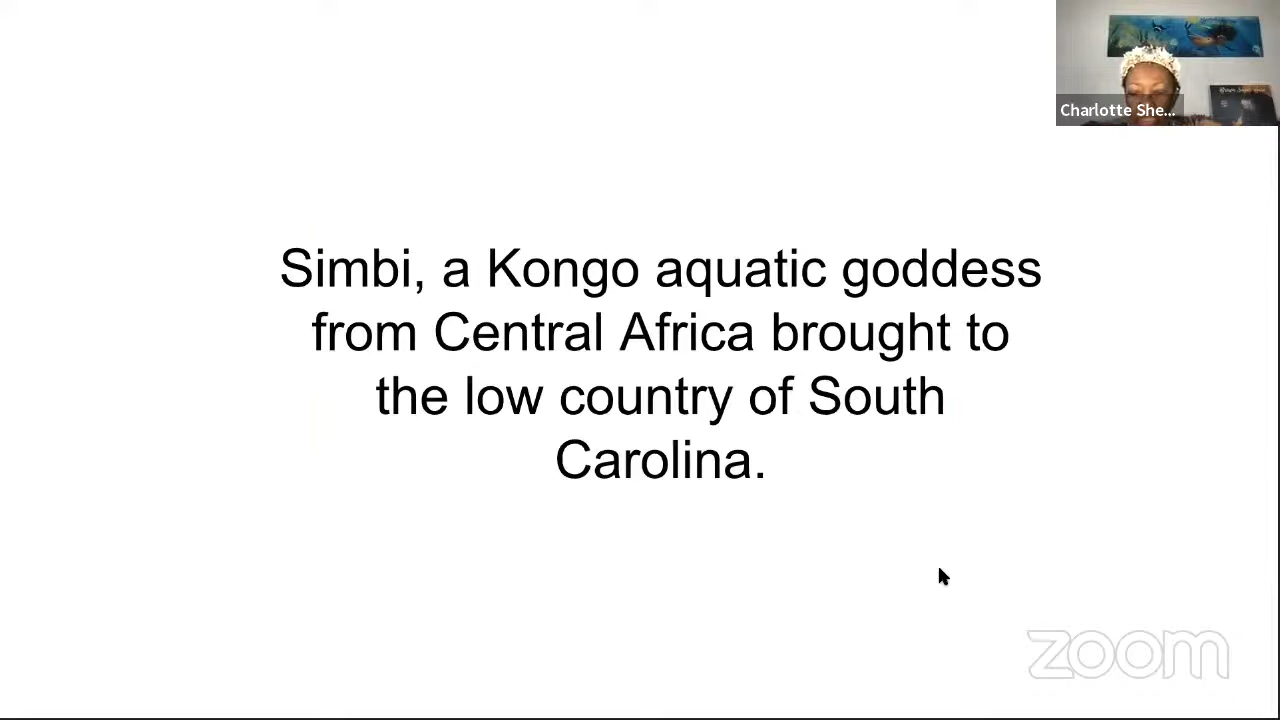 Charlotte She...
Simbi, a Kongo aquatic goddess
from Central Africa brought to
the low country of South
Carolina.
zoom